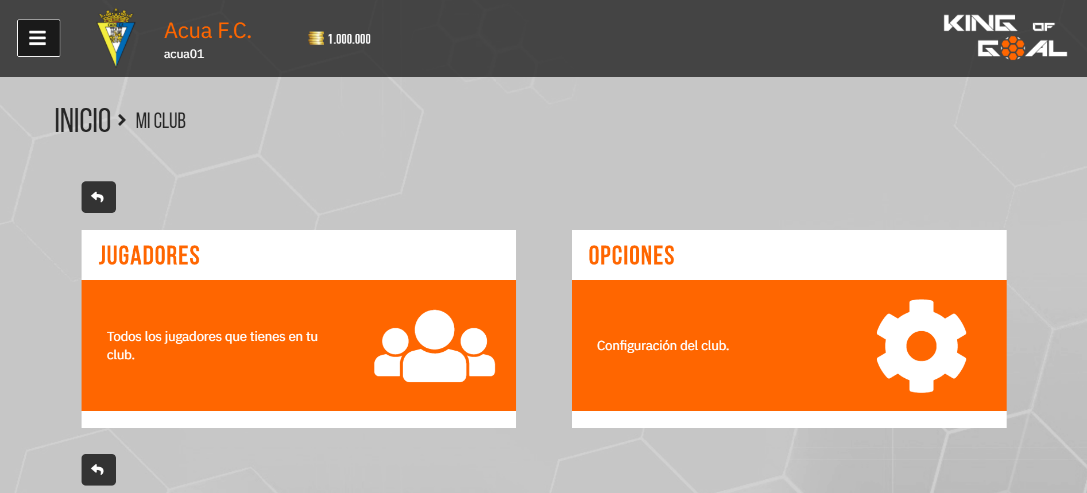 Acua F.C.
acua01
1.000.000
KING OF
GOAL
INICIO > MI CLUB
JUGADORES
Todos los jugadores que tienes en tu
club.
OPCIONES
Configuración del club.